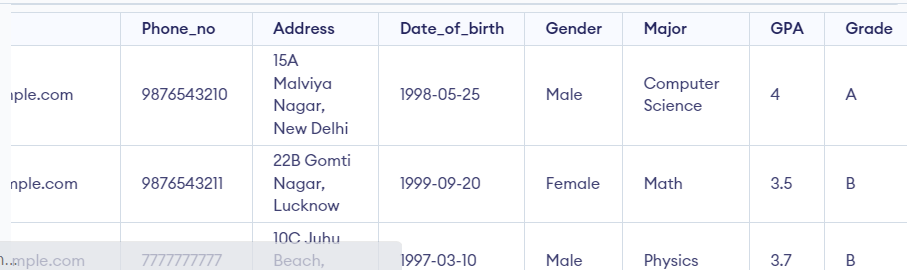 Phone_no Address Date_of_birth Gender Major GPA Grade
15A
Malviya
Nagar,
New Delhi
mple.com 9876543210 1998-05-25 Male Computer
Science 4 A
22B Gomti
Nagar,
Lucknow
mple.com 9876543211 1999-09-20 Female Math 3.5 B
10C Juhu
Beach,
mple.com 7777777777 1997-03-10 Male Physics 3.7 B